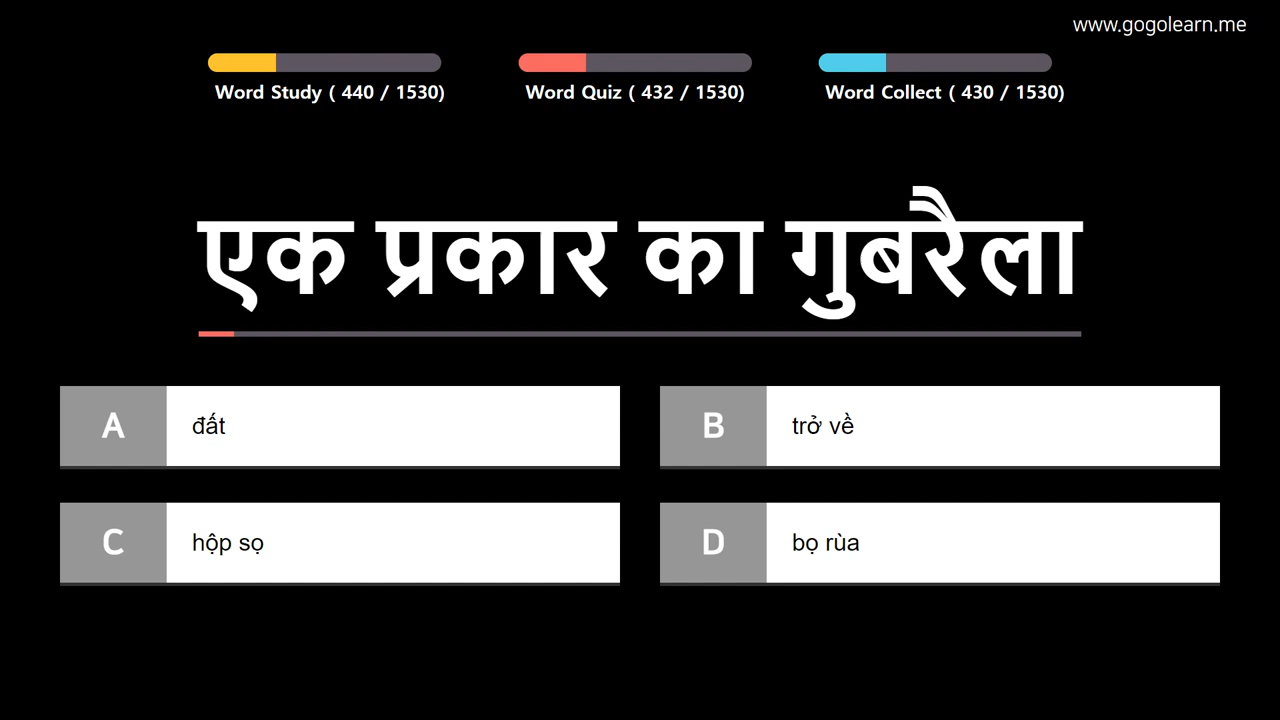 www.gogolearn.me
Word Study ( 440 / 1530)
Word Quiz ( 432 / 1530)
Word Collect ( 430 / 1530)
एक प्रकार का गुबरैला
A đất
B trở về
C hộp sọ
D bọ rùa